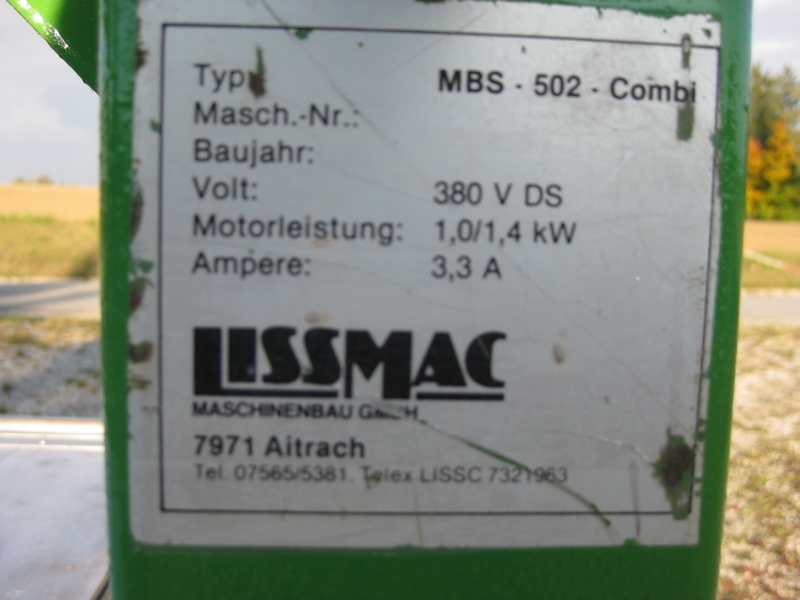 Typ: MBS - 502 - Combi
Masch.-Nr.:
Baujahr:
Volt: 380 V DS
Motorleistung: 1,0/1,4 kW
Ampere: 3,3 A
LISSMAC
MASCHINENBAU GMBH
7971 Aitrach
Tel. 07565/5381. Telex LISSC 7321963